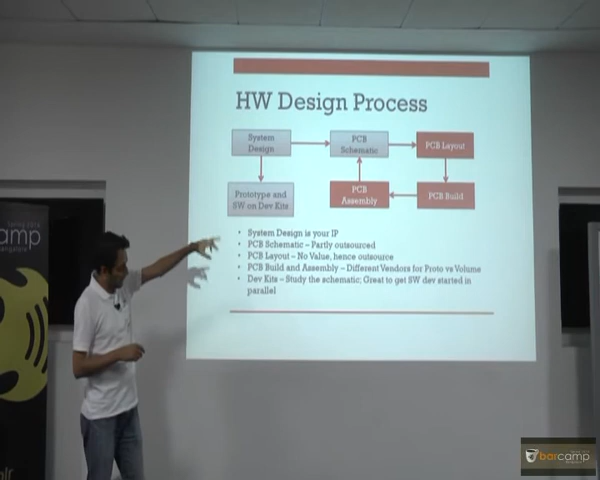 HW Design Process
System
Design
PCB
Schematic
PCB Layout
Prototype and
SW on Dev Kits
PCB
Assembly
PCB Build
• System Design is your IP
• PCB Schematic – Partly outsourced
• PCB Layout – No Value, hence outsource
• PCB Build and Assembly – Different Vendors for Proto vs Volume
• Dev Kits – Study the schematic; Great to get SW dev started in
parallel
amp
barcamp